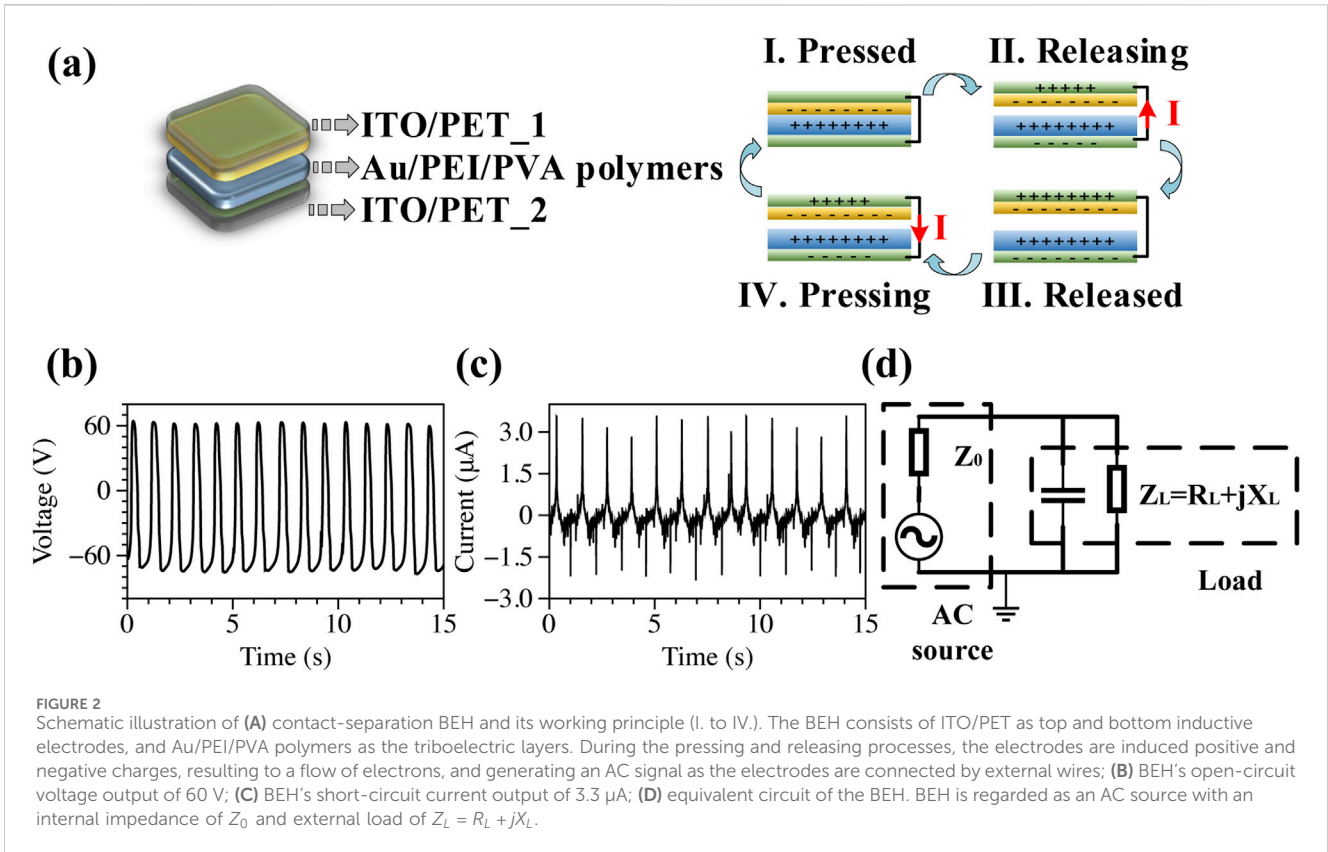 (a)
ITO/PET_1
Au/PEI/PVA polymers
ITO/PET_2
I. Pressed
II. Releasing
- - - - - - - -
++++++++
+++++
- - - - - - - -
++++++++
- - - - -
I
IV. Pressing
III. Released
+++++
- - - - - - - -
++++++++
- - - - -
I
++++++++
- - - - - - - -
++++++++
- - - - - - - -
(b)
Voltage (V)
60
0
−60
0
5
10
15
Time (s)
(c)
Current (μA)
3.0
1.5
0
−1.5
−3.0
0
5
10
15
Time (s)
(d)
Z0
ZL=RL+jXL
Load
AC
source
FIGURE 2
Schematic illustration of (A) contact-separation BEH and its working principle (I. to IV.). The BEH consists of ITO/PET as top and bottom inductive
electrodes, and Au/PEI/PVA polymers as the triboelectric layers. During the pressing and releasing processes, the electrodes are induced positive and
negative charges, resulting to a flow of electrons, and generating an AC signal as the electrodes are connected by external wires; (B) BEH's open-circuit
voltage output of 60 V; (C) BEH's short-circuit current output of 3.3 μA; (D) equivalent circuit of the BEH. BEH is regarded as an AC source with an
internal impedance of Z0 and external load of ZL = RL + jXL.